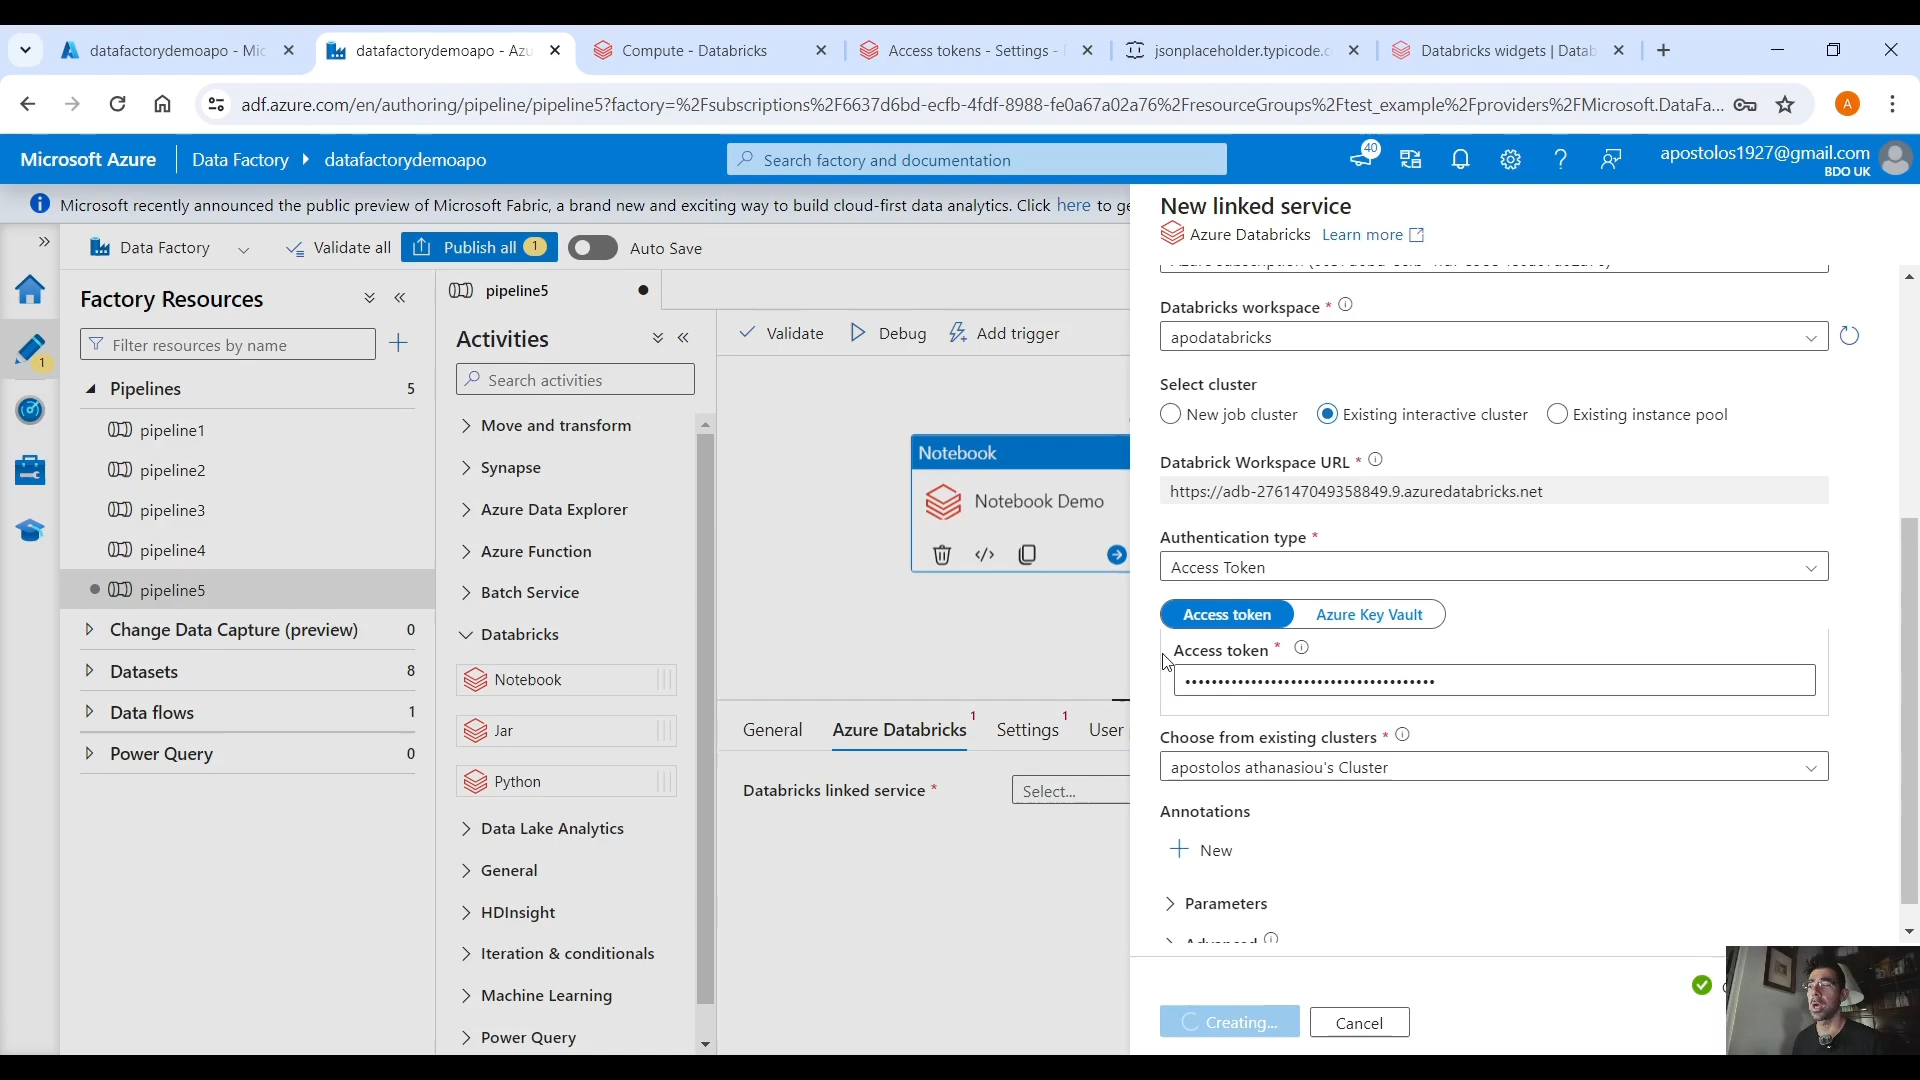 datafactorydemoapo - Mic
datafactorydemoapo - Azu
Compute - Databricks
Access tokens - Settings -
jsonplaceholder.typicode.c
Databricks widgets | Datab
adf.azure.com/en/authoring/pipeline/pipeline5?factory=%2Fsubscriptions%2F6637d6bd-ecfb-4fdf-8988-fe0a67a02a76%2FresourceGroups%2Ftest_example%2Fproviders%2FMicrosoft.DataFa...
A
Microsoft Azure
Data Factory
datafactorydemoapo
Search factory and documentation
40
apostolos1927@gmail.com
BDO UK
Microsoft recently announced the public preview of Microsoft Fabric, a brand new and exciting way to build cloud-first data analytics. Click here to ge
Data Factory
Validate all
Publish all 1
Auto Save
1
Factory Resources
Filter resources by name
Pipelines 5
pipeline1
pipeline2
pipeline3
pipeline4
pipeline5
Change Data Capture (preview) 0
Datasets 8
Data flows 1
Power Query 0
pipeline5
Activities
Search activities
Move and transform
Synapse
Azure Data Explorer
Azure Function
Batch Service
Databricks
Notebook
Jar
Python
Data Lake Analytics
General
HDInsight
Iteration & conditionals
Machine Learning
Power Query
Validate
Debug
Add trigger
Notebook
Notebook Demo
General
Azure Databricks 1
Settings 1
User
Databricks linked service *
Select...
New linked service
Azure Databricks Learn more
Databricks workspace *
apodatabricks
Select cluster
New job cluster
Existing interactive cluster
Existing instance pool
Databrick Workspace URL *
https://adb-276147049358849.9.azuredatabricks.net
Authentication type *
Access Token
Access token
Azure Key Vault
Access token *
••••••••••••••••••••••••••••••••••••••
Choose from existing clusters *
apostolos athanasiou's Cluster
Annotations
New
Parameters
Advanced
Creating...
Cancel